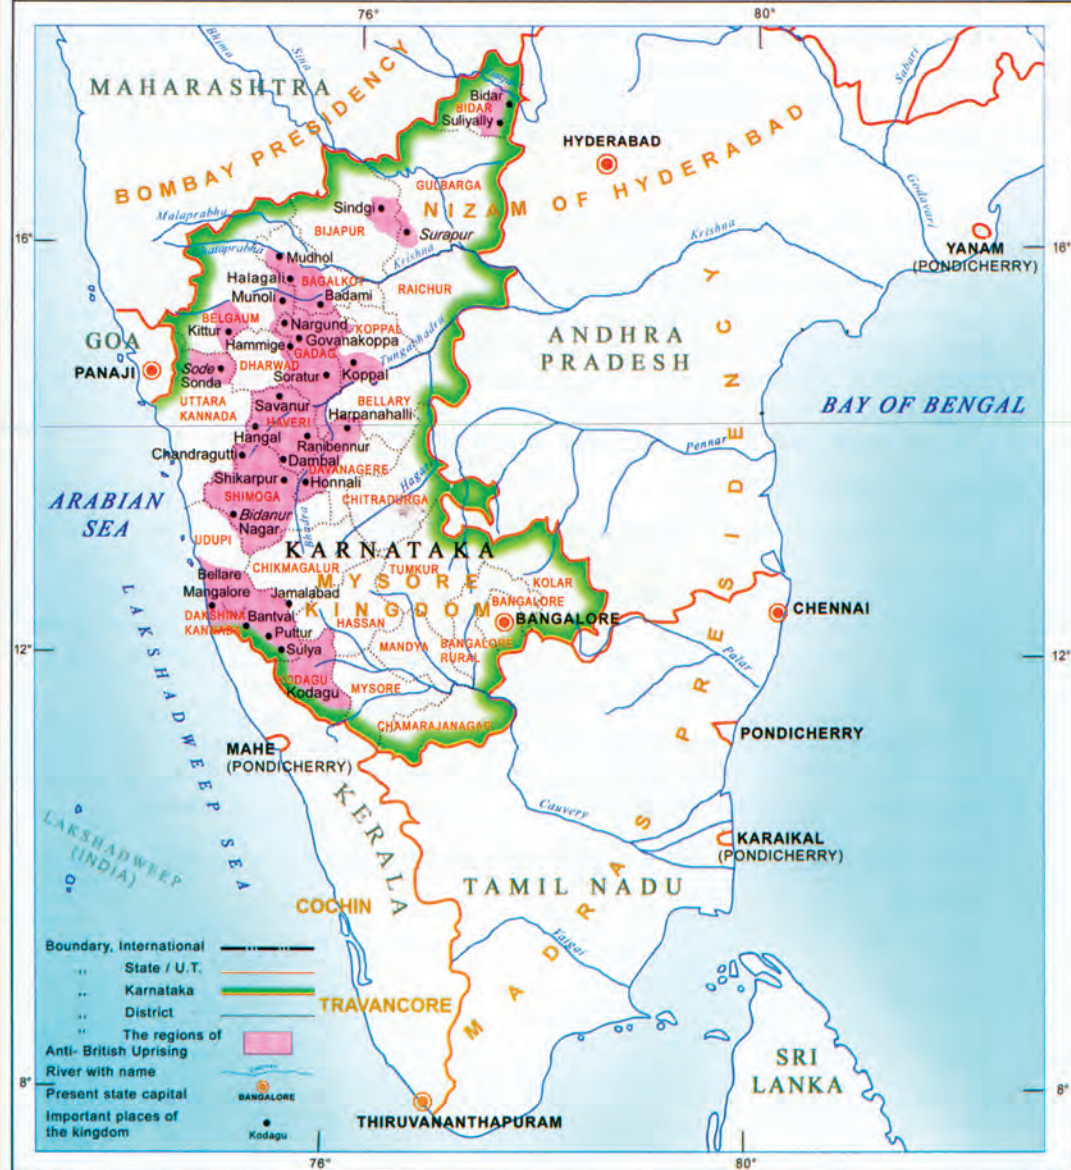 76°
80°
Bhima
Sina
Sabari
MAHARASHTRA
Bidar
BIDAR
Suliyally
HYDERABAD
BOMBAY PRESIDENCY
NIZAM OF HYDERABAD
GULBARGA
Godavari
Sindgi
Malaprabha
BIJAPUR
Surapur
Krishna
16°
16°
YANAM
(PONDICHERRY)
Mudhol
Krishna
Halagali
BAGALKOT
RAICHUR
Munoli
Badami
BELGAUM
Kittur
Nargund
KOPPAL
Govanakoppa
Hammige
GADAG
Tungabhadra
GOA
ANDHRA
PRADESH
PANAJI
Sode
Sonda
DHARWAD
Soratur
Koppal
UTTARA
KANNADA
Savanur
BELLARY
Harpanahalli
BAY OF BENGAL
HAVERI
Hangal
Ranibennur
Pennar
Chandragutti
Dambal
DAVANAGERE
Shikarpur
Honnali
Hagari
SHIMOGA
CHITRADURGA
ARABIAN
SEA
Bidanur
Nagar
Bhadra
UDUPI
KARNATAKA
CHIKMAGALUR
TUMKUR
Bellare
MYSORE
KINGDOM
KOLAR
Mangalore
Jamalabad
BANGALORE
DAKSHINA
KANNADA
Bantval
HASSAN
BANGALORE
CHENNAI
Puttur
Sulya
MANDYA
BANGALORE
RURAL
12°
12°
Palar
Kodagu
MYSORE
CHAMARAJANAGAR
LAKSHADWEEP SEA
MADRAS PRESIDENCY
PONDICHERRY
MAHE
(PONDICHERRY)
KERALA
Cauvery
LAKSHADWEEP
(INDIA)
KARAIKAL
(PONDICHERRY)
TAMIL NADU
COCHIN
Vaigai
TRAVANCORE
Boundary, International
,, State / U.T.
,, Karnataka
,, District
,, The regions of
Anti- British Uprising
River with name
Present state capital
BANGALORE
Important places of
the kingdom
Kodagu
SRI
LANKA
8°
8°
THIRUVANANTHAPURAM
76°
80°